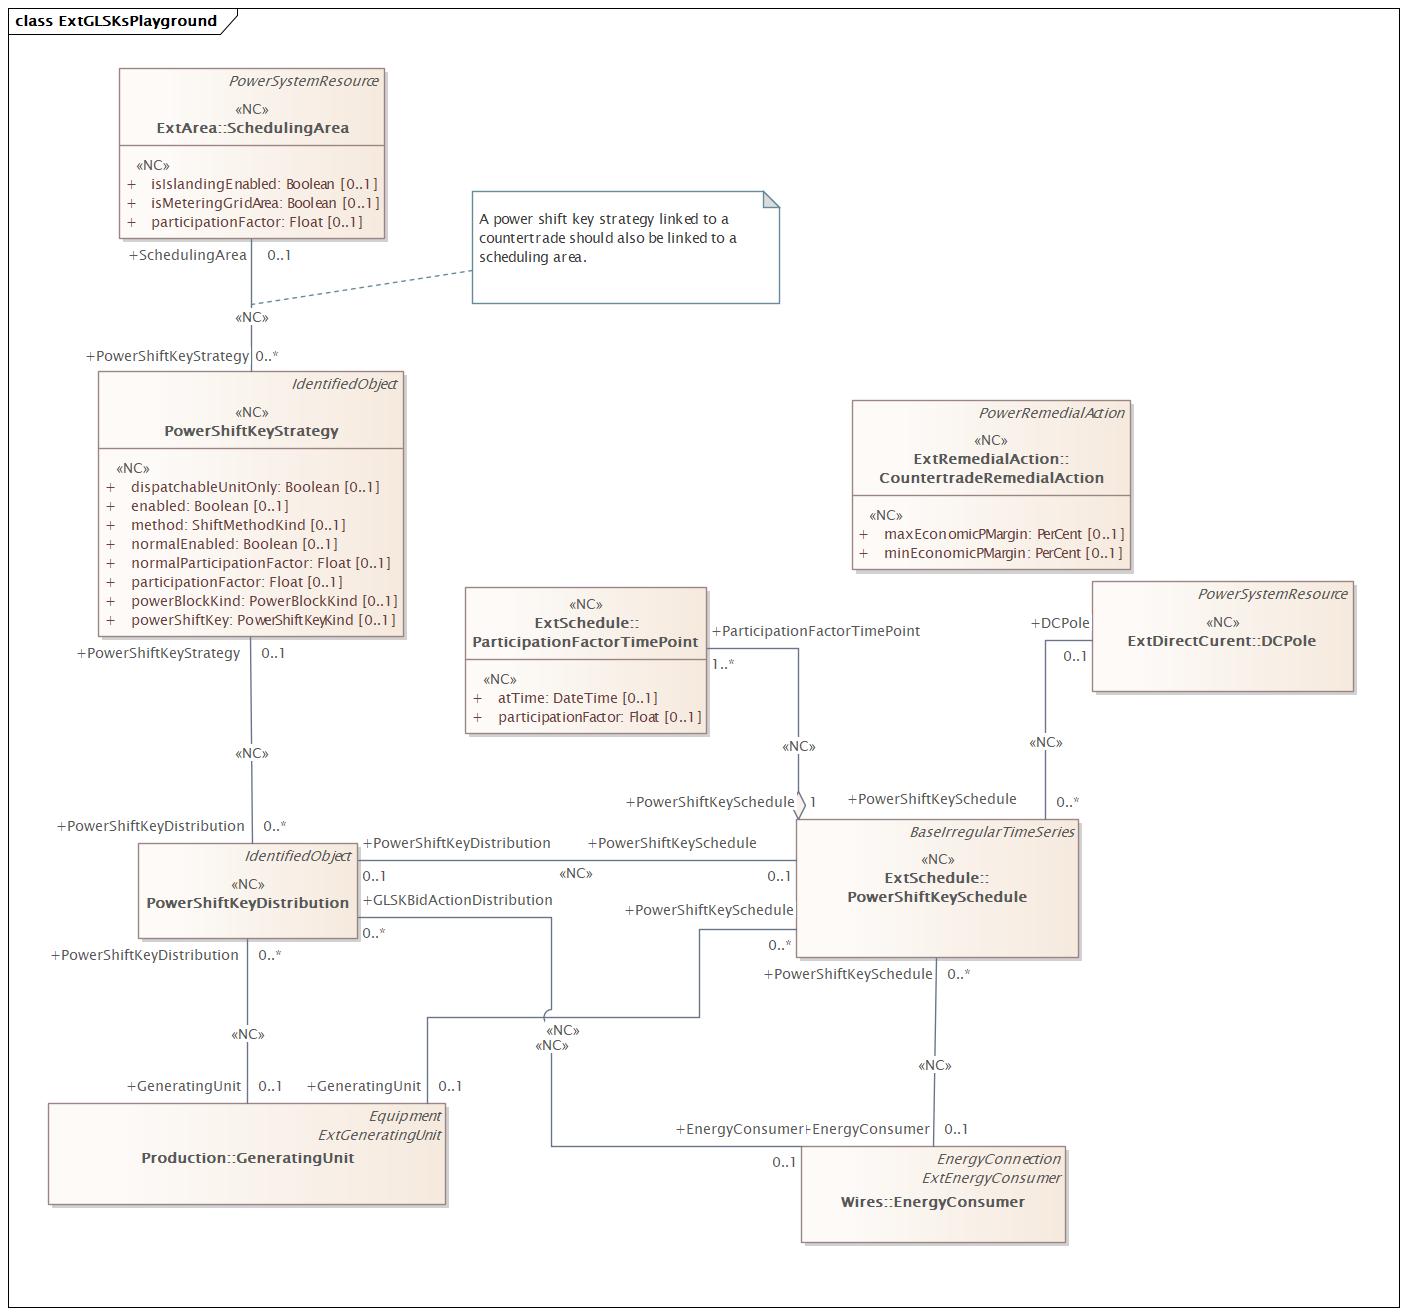 class ExtGLSKsPlayground
PowerSystemResource
«NC»
ExtArea::SchedulingArea
«NC»
+ isIslandingEnabled: Boolean [0..1]
+ isMeteringGridArea: Boolean [0..1]
+ participationFactor: Float [0..1]
+SchedulingArea 0..1
A power shift key strategy linked to a
countertrade should also be linked to a
scheduling area.
«NC»
+PowerShiftKeyStrategy 0..*
IdentifiedObject
«NC»
PowerShiftKeyStrategy
«NC»
+ dispatchableUnitOnly: Boolean [0..1]
+ enabled: Boolean [0..1]
+ method: ShiftMethodKind [0..1]
+ normalEnabled: Boolean [0..1]
+ normalParticipationFactor: Float [0..1]
+ participationFactor: Float [0..1]
+ powerBlockKind: PowerBlockKind [0..1]
+ powerShiftKey: PowerShiftKeyKind [0..1]
+PowerShiftKeyStrategy 0..1
PowerRemedialAction
«NC»
ExtRemedialAction::
CountertradeRemedialAction
«NC»
+ maxEconomicPMargin: PerCent [0..1]
+ minEconomicPMargin: PerCent [0..1]
«NC»
ExtSchedule::
ParticipationFactorTimePoint
«NC»
+ atTime: DateTime [0..1]
+ participationFactor: Float [0..1]
+ParticipationFactorTimePoint
1..*
PowerSystemResource
«NC»
ExtDirectCurent::DCPole
+DCPole
0..1
«NC»
«NC»
«NC»
+PowerShiftKeySchedule 1
+PowerShiftKeySchedule 0..*
+PowerShiftKeyDistribution 0..*
IdentifiedObject
«NC»
PowerShiftKeyDistribution
BaseIrregularTimeSeries
«NC»
ExtSchedule::
PowerShiftKeySchedule
+PowerShiftKeyDistribution +PowerShiftKeySchedule
0..1 «NC» 0..1
+GLSKBidActionDistribution
0..*
+PowerShiftKeySchedule
0..*
+PowerShiftKeyDistribution 0..*
+PowerShiftKeySchedule 0..*
«NC»
«NC»
«NC»
«NC»
+GeneratingUnit 0..1
+GeneratingUnit 0..1
Equipment
ExtGeneratingUnit
Production::GeneratingUnit
+EnergyConsumer
0..1
+EnergyConsumer 0..1
EnergyConnection
ExtEnergyConsumer
Wires::EnergyConsumer